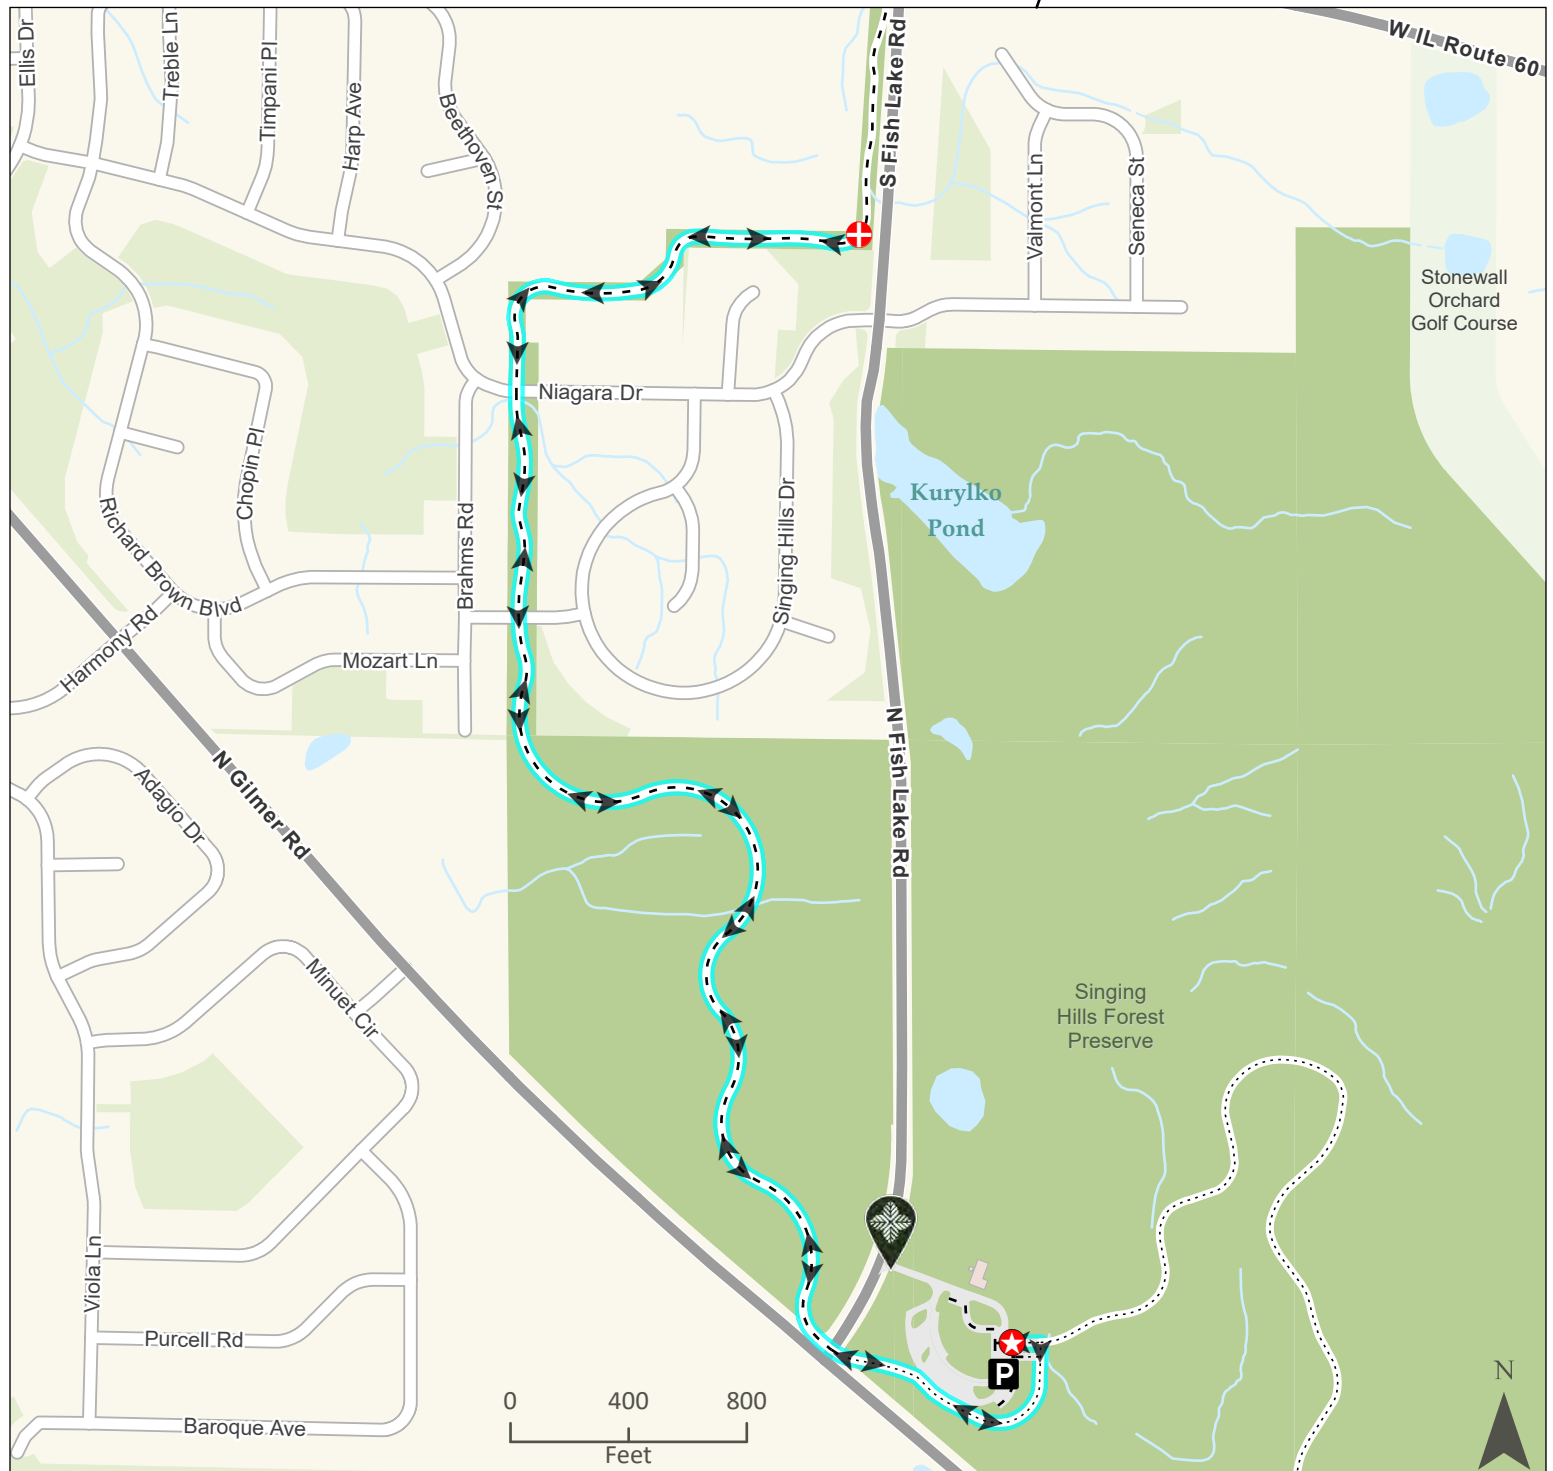 W IL Route 60
Ellis Dr
Treble Ln
Timpani Pl
Harp Ave
Beethoven St
S Fish Lake Rd
Valmont Ln
Seneca St
Stonewall
Orchard
Golf Course
Niagara Dr
Chopin Pl
Kurylko
Pond
Richard Brown Blvd
Brahms Rd
Singing Hills Dr
Harmony Rd
Mozart Ln
N Gilmer Rd
Adagio Dr
N Fish Lake Rd
Minuet Cir
Singing
Hills Forest
Preserve
Viola Ln
Purcell Rd
P
N
0 400 800
Feet
Baroque Ave